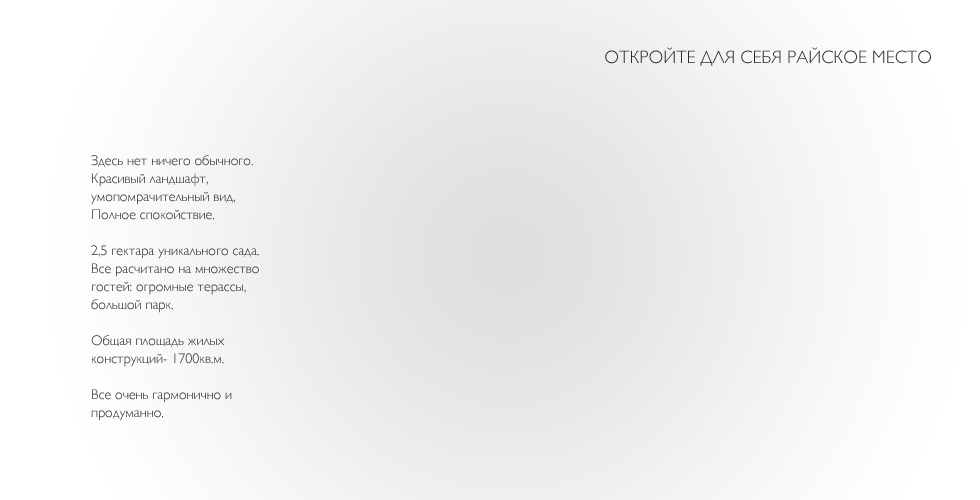 ОТКРОЙТЕ ДЛЯ СЕБЯ РАЙСКОЕ МЕСТО
Здесь нет ничего обычного.
Красивый ландшафт,
умопомрачительный вид,
Полное спокойствие.
2,5 гектара уникального сада.
Все расчитано на множество
гостей: огромные терассы,
большой парк.
Общая площадь жилых
конструкций- 1700кв.м.
Все очень гармонично и
продуманно.